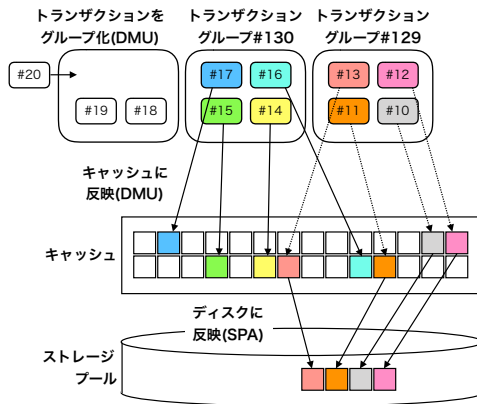 トランザクションを
グループ化(DMU)
トランザクション
グループ#130
トランザクション
グループ#129
#20
#17
#16
#13
#12
#19
#18
#15
#14
#11
#10
キャッシュに
反映(DMU)
キャッシュ
ディスクに
反映(SPA)
ストレージ
プール